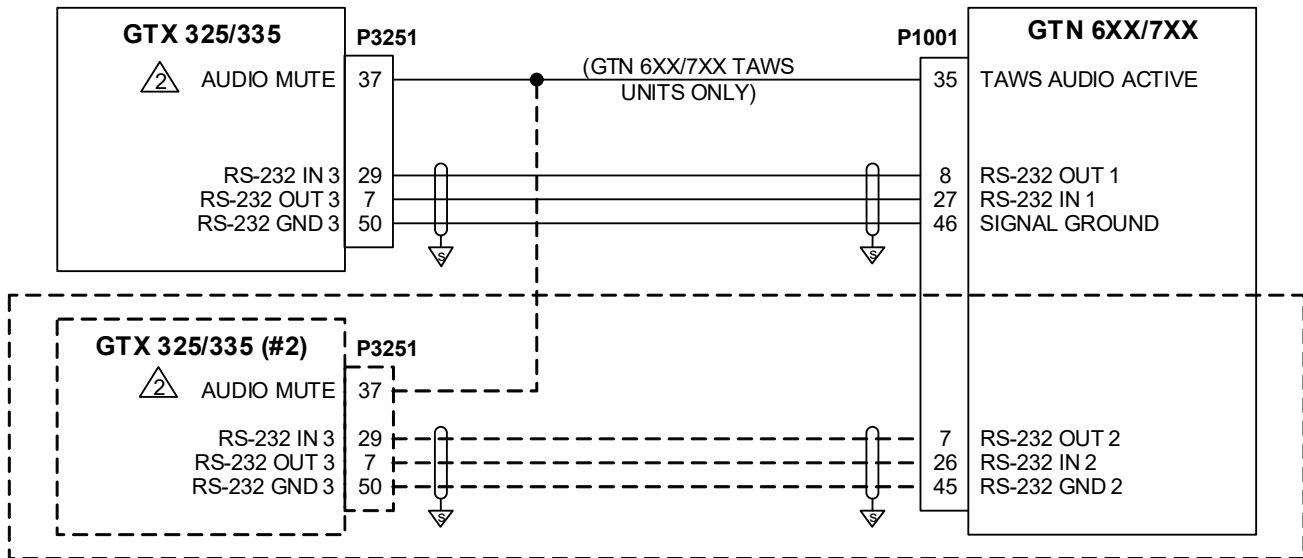 GTX 325/335
P3251
P1001
GTN 6XX/7XX
2 AUDIO MUTE 37
(GTN 6XX/7XX TAWS
UNITS ONLY)
35 TAWS AUDIO ACTIVE
RS-232 IN 3 29
8 RS-232 OUT 1
RS-232 OUT 3 7
27 RS-232 IN 1
RS-232 GND 3 50
46 SIGNAL GROUND
s
s
GTX 325/335 (#2)
P3251
2 AUDIO MUTE 37
RS-232 IN 3 29
7 RS-232 OUT 2
RS-232 OUT 3 7
26 RS-232 IN 2
RS-232 GND 3 50
45 RS-232 GND 2
s
s